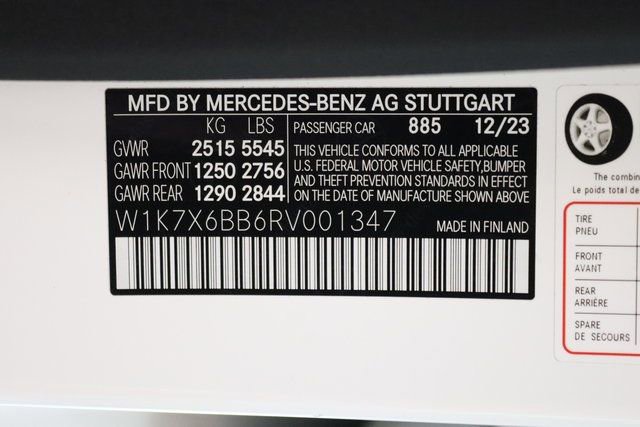 MFD BY MERCEDES-BENZ AG STUTTGART
KG LBS
GVWR 2515 5545
GAWR FRONT 1250 2756
GAWR REAR 1290 2844
PASSENGER CAR 885 12/23
THIS VEHICLE CONFORMS TO ALL APPLICABLE
U.S. FEDERAL MOTOR VEHICLE SAFETY,BUMPER
AND THEFT PREVENTION STANDARDS IN EFFECT
ON THE DATE OF MANUFACTURE SHOWN ABOVE
W1K7X6BB6RV001347 MADE IN FINLAND
The combin
Le poids total de
TIRE
PNEU
FRONT
AVANT
REAR
ARRIÈRE
SPARE
DE SECOURS